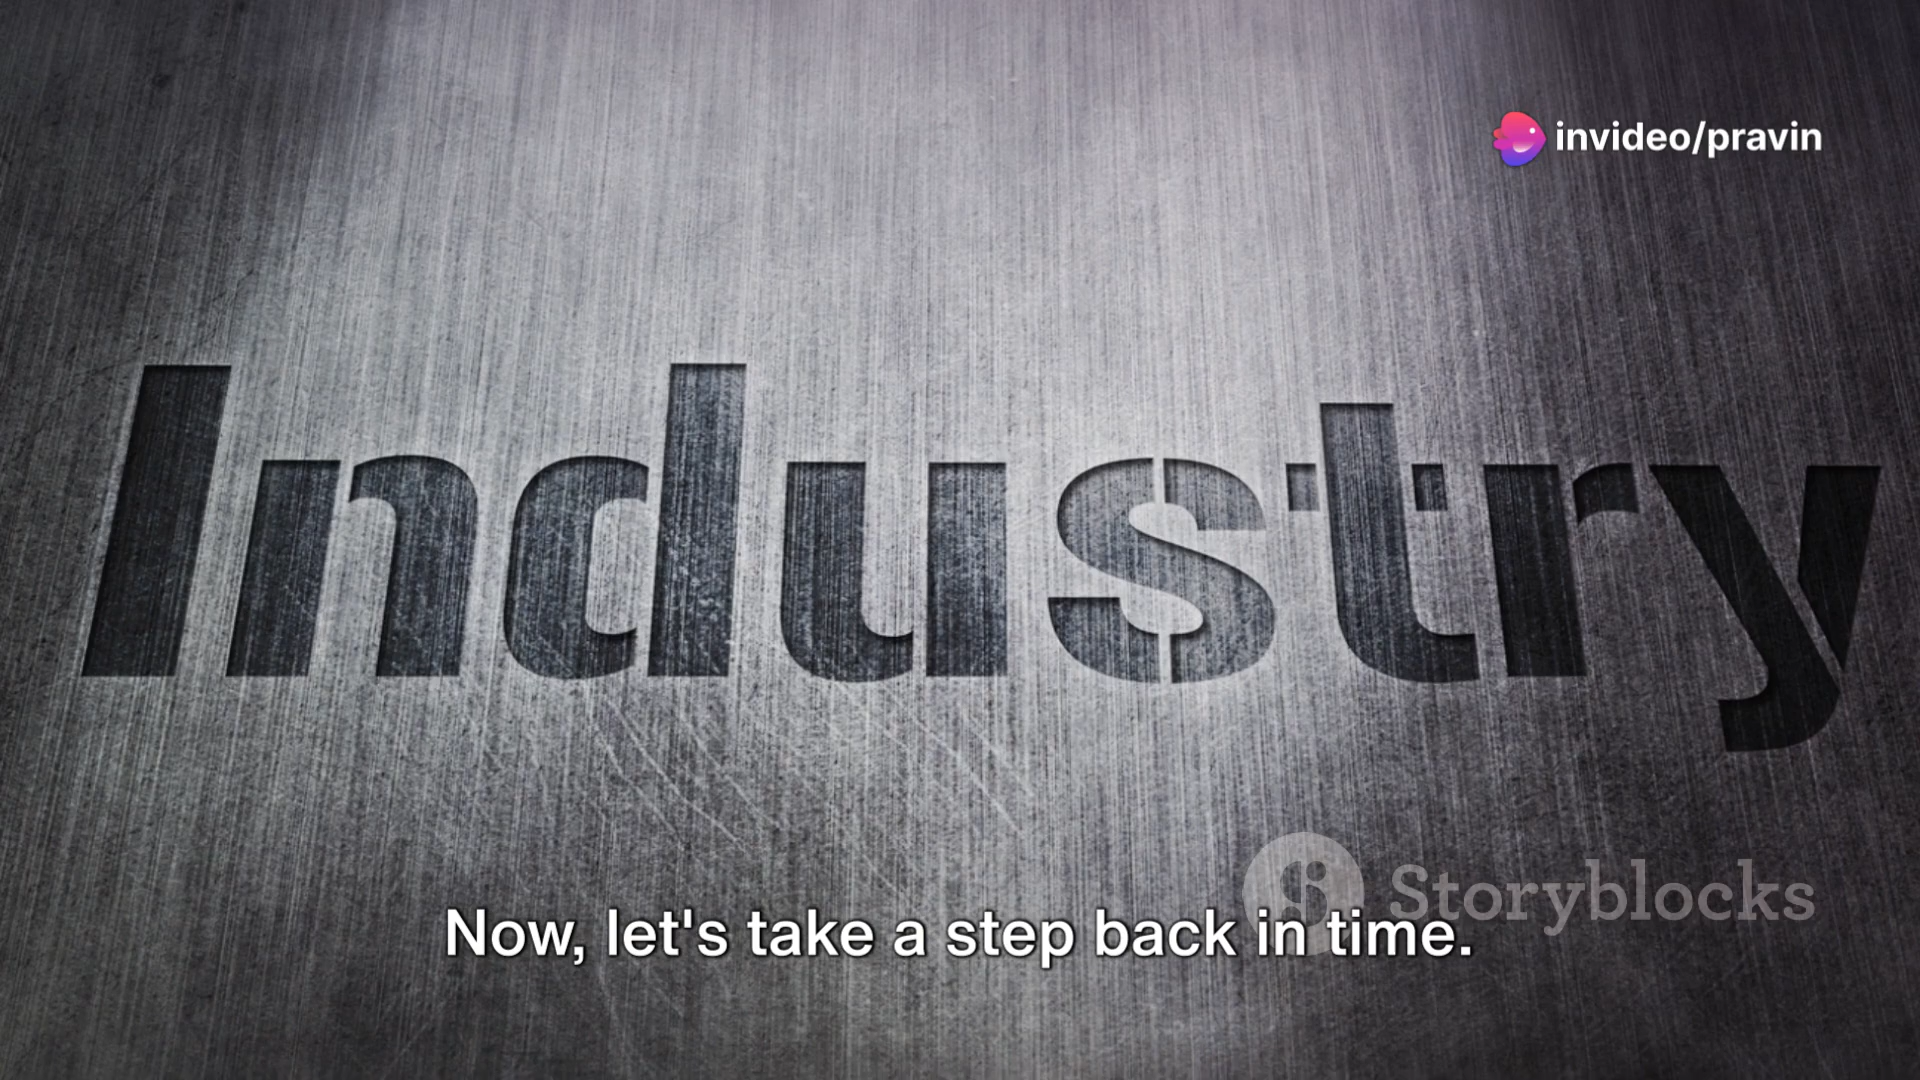 invideo/pravin
Industry
Storyblocks
Now, let's take a step back in time.